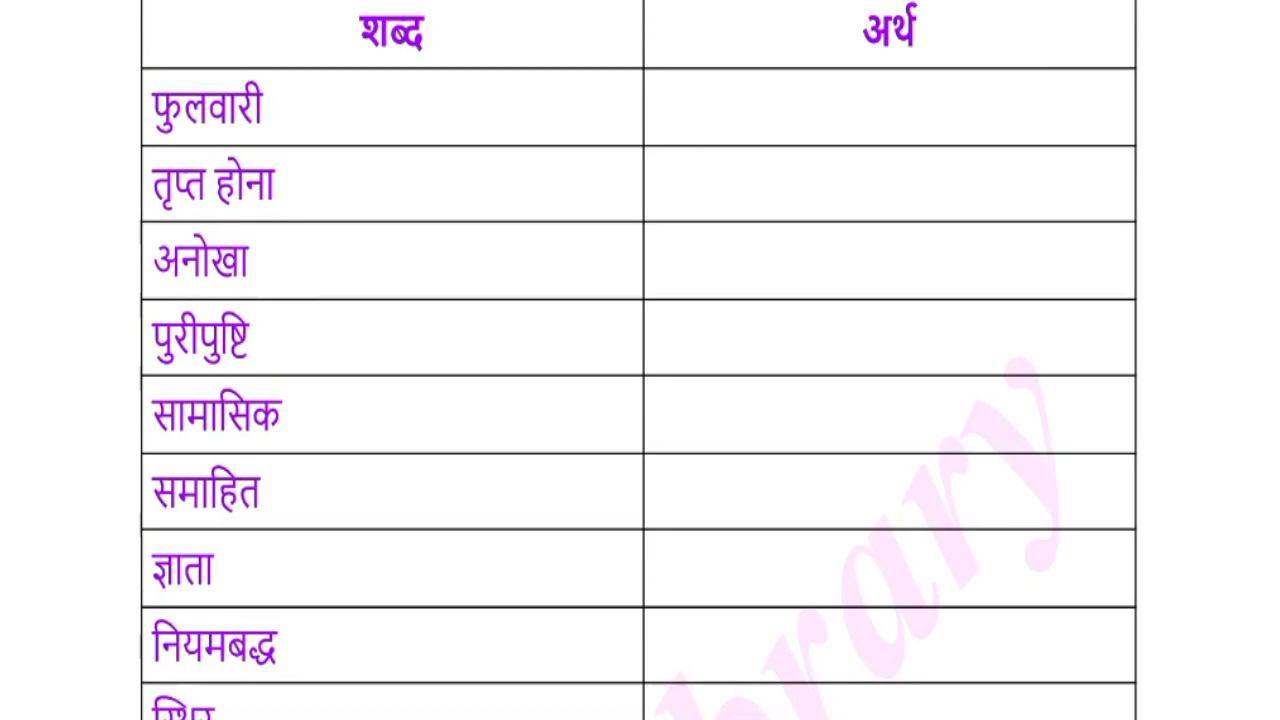 शब्द अर्थ
फुलवारी
तृप्त होना
अनोखा
पुरीपुष्टि
सामासिक
समाहित
ज्ञाता
नियमबद्ध
स्थिर